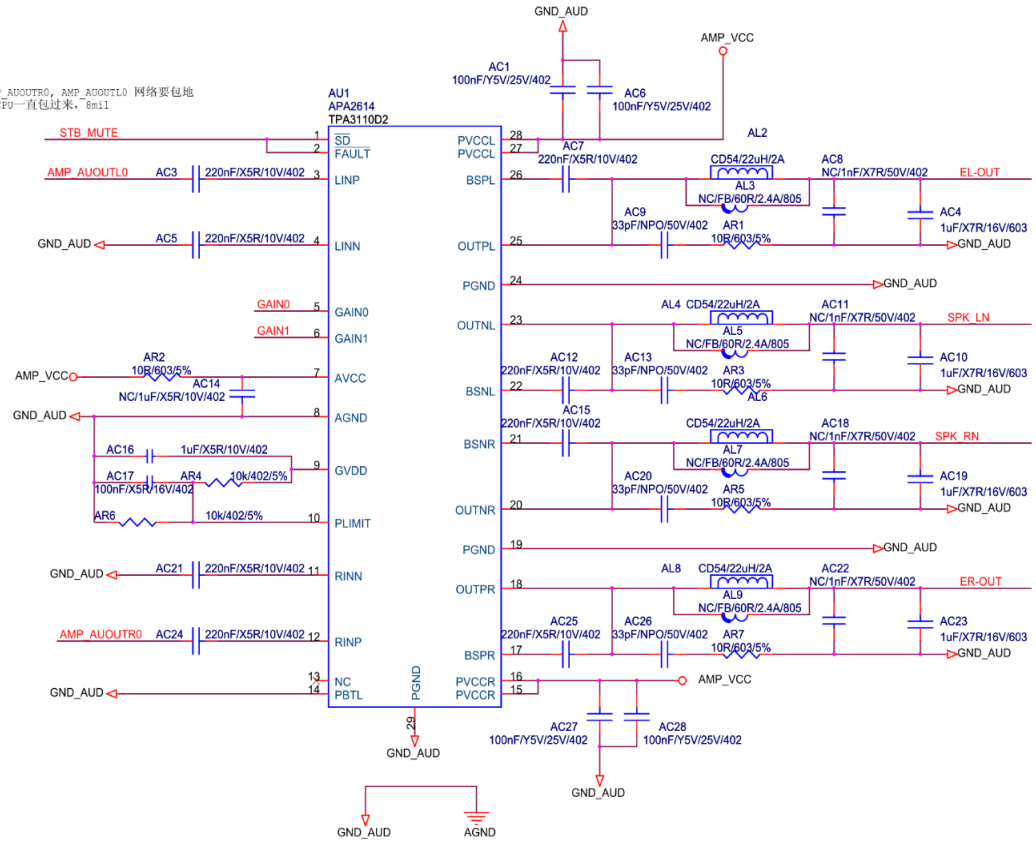 GND_AUD
AMP_VCC
AC1
100nF/Y5V/25V/402
AC6
100nF/Y5V/25V/402
_AUOUTR0, AMP_AUOUTL0 网络要包地
CPU一直包过来, 8mil
AU1
APA2614
TPA3110D2
STB_MUTE
1
SD
2
FAULT
PVCCL
28
PVCCL
27
AC7
220nF/X5R/10V/402
AL2
CD54/22uH/2A
AC8
NC/1nF/X7R/50V/402
EL-OUT
AMP_AUOUTL0
AC3
220nF/X5R/10V/402
3
LINP
BSPL
26
AL3
NC/FB/60R/2.4A/805
AC9
33pF/NPO/50V/402
AR1
10R/603/5%
AC4
1uF/X7R/16V/603
GND_AUD
GND_AUD
AC5
220nF/X5R/10V/402
4
LINN
OUTPL
25
PGND
24
GND_AUD
GAIN0
5
GAIN0
OUTNL
23
AL4
CD54/22uH/2A
AC11
NC/1nF/X7R/50V/402
SPK_LN
GAIN1
6
GAIN1
AL5
NC/FB/60R/2.4A/805
AC12
220nF/X5R/10V/402
AC13
33pF/NPO/50V/402
AR3
10R/603/5%
AL6
AC10
1uF/X7R/16V/603
GND_AUD
AMP_VCC
AR2
10R/603/5%
7
AVCC
BSNL
22
AC14
NC/1uF/X5R/10V/402
GND_AUD
8
AGND
AC15
220nF/X5R/10V/402
CD54/22uH/2A
AC18
NC/1nF/X7R/50V/402
SPK_RN
BSNR
21
AL7
NC/FB/60R/2.4A/805
AC16
1uF/X5R/10V/402
9
GVDD
AC17
100nF/X5R/16V/402
AR4
10k/402/5%
AC20
33pF/NPO/50V/402
AR5
10R/603/5%
AC19
1uF/X7R/16V/603
GND_AUD
AR6
10k/402/5%
10
PLIMIT
OUTNR
20
PGND
19
GND_AUD
GND_AUD
AC21
220nF/X5R/10V/402
11
RINN
OUTPR
18
AL8
CD54/22uH/2A
AC22
NC/1nF/X7R/50V/402
ER-OUT
AL9
NC/FB/60R/2.4A/805
AMP_AUOUTR0
AC24
220nF/X5R/10V/402
12
RINP
BSPR
17
AC25
220nF/X5R/10V/402
AC26
33pF/NPO/50V/402
AR7
10R/603/5%
AC23
1uF/X7R/16V/603
GND_AUD
13
NC
GND_AUD
14
PBTL
PVCCR
16
PVCCR
15
AMP_VCC
PGND
29
GND_AUD
AC27
100nF/Y5V/25V/402
AC28
100nF/Y5V/25V/402
GND_AUD
GND_AUD
AGND